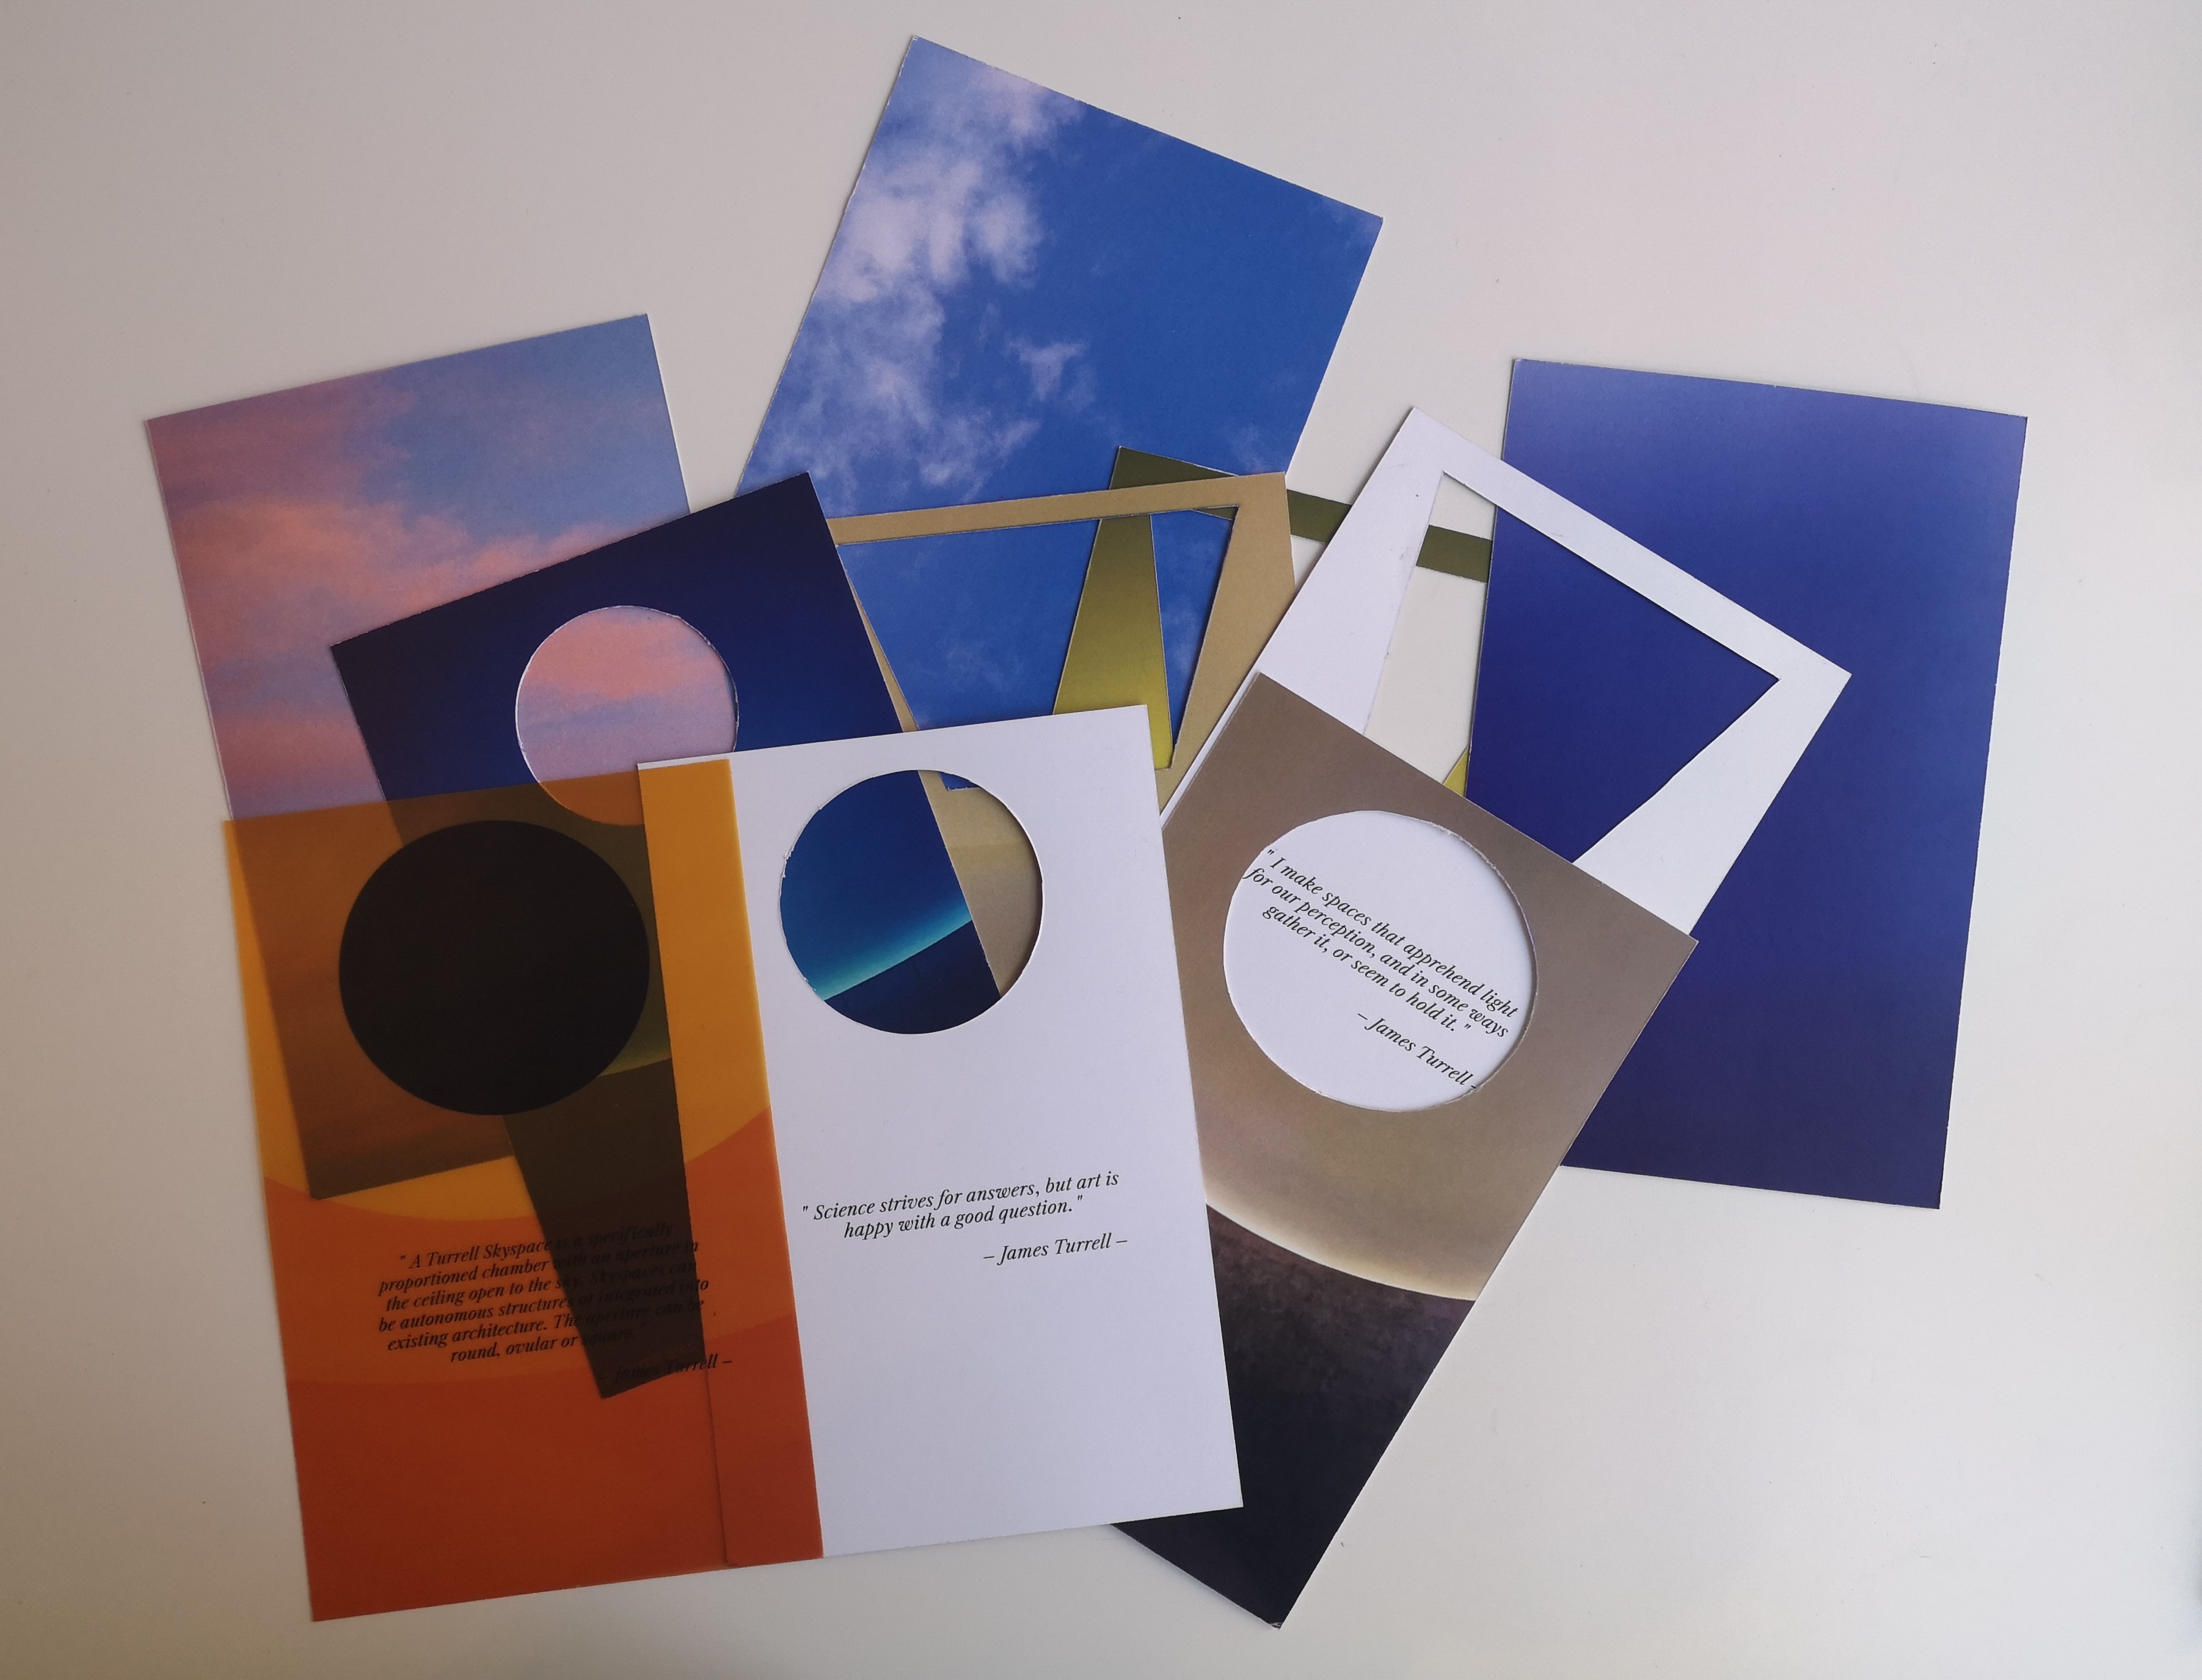 " I make spaces that apprehend light
for our perception, and in some ways
gather it, or seem to hold it. "
– James Turrell –
" Science strives for answers, but art is
happy with a good question. "
– James Turrell –
" A Turrell Skyspace is a specifically
proportioned chamber with an aperture in
the ceiling open to the sky. Skyspaces can
be autonomous structures or integrated into
existing architecture. The aperture can be
round, ovular or square. "
– James Turrell –